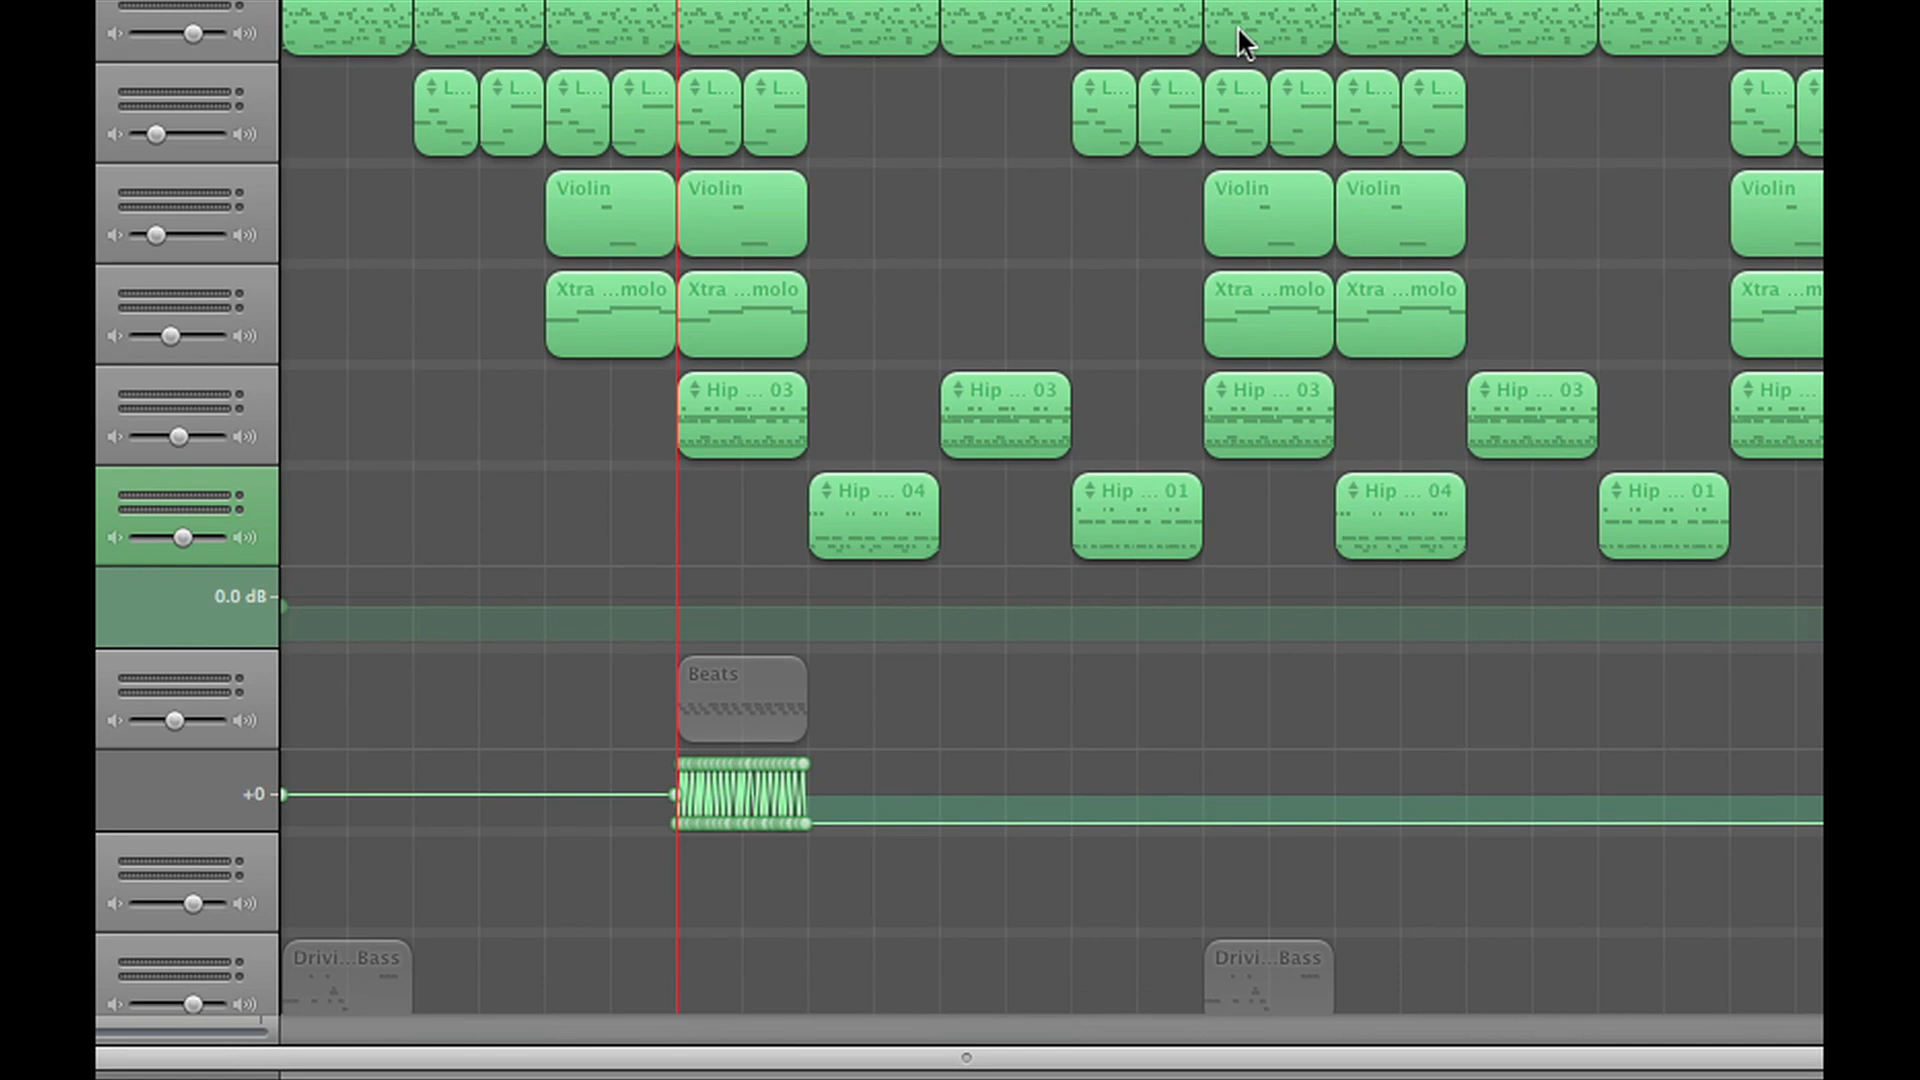 L... L... L... L... L... L... L... L... L... L... L... L... L...
Violin Violin Violin Violin Violin
Xtra ...molo Xtra ...molo Xtra ...molo Xtra ...molo Xtra ...m
Hip ... 03 Hip ... 03 Hip ... 03 Hip ... 03 Hip ...
Hip ... 04 Hip ... 01 Hip ... 04 Hip ... 01
0.0 dB
Beats
+0
Drivi...Bass Drivi...Bass